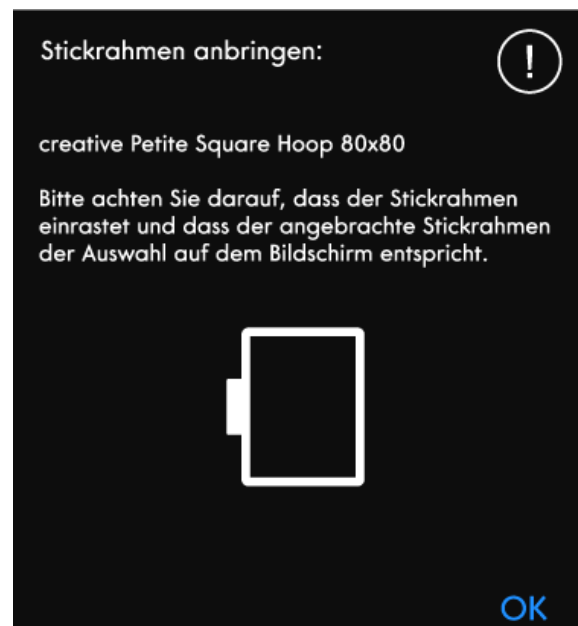 Stickrahmen anbringen:
!
creative Petite Square Hoop 80x80
Bitte achten Sie darauf, dass der Stickrahmen
einrastet und dass der angebrachte Stickrahmen
der Auswahl auf dem Bildschirm entspricht.
OK